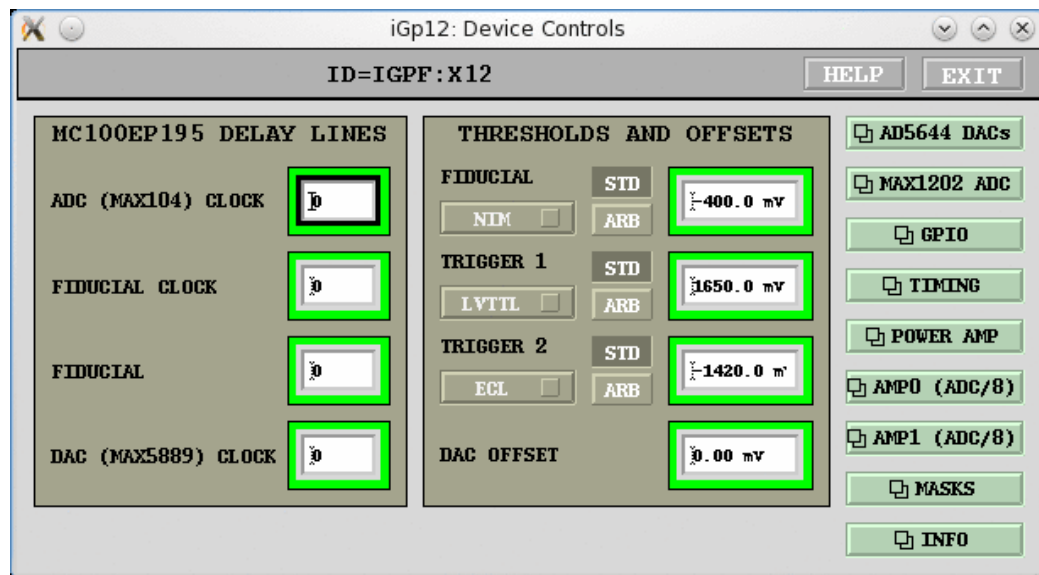 iGp12: Device Controls
ID=IGPF:X12
HELP
EXIT
MC100EP195 DELAY LINES
ADC (MAX104) CLOCK
0
FIDUCIAL CLOCK
0
FIDUCIAL
0
DAC (MAX5889) CLOCK
0
THRESHOLDS AND OFFSETS
FIDUCIAL
NIM
STD
ARB
-400.0 mV
TRIGGER 1
LVTTL
STD
ARB
1650.0 mV
TRIGGER 2
ECL
STD
ARB
-1420.0 m
DAC OFFSET
0.00 mV
AD5644 DACs
MAX1202 ADC
GPIO
TIMING
POWER AMP
AMP0 (ADC/8)
AMP1 (ADC/8)
MASKS
INFO